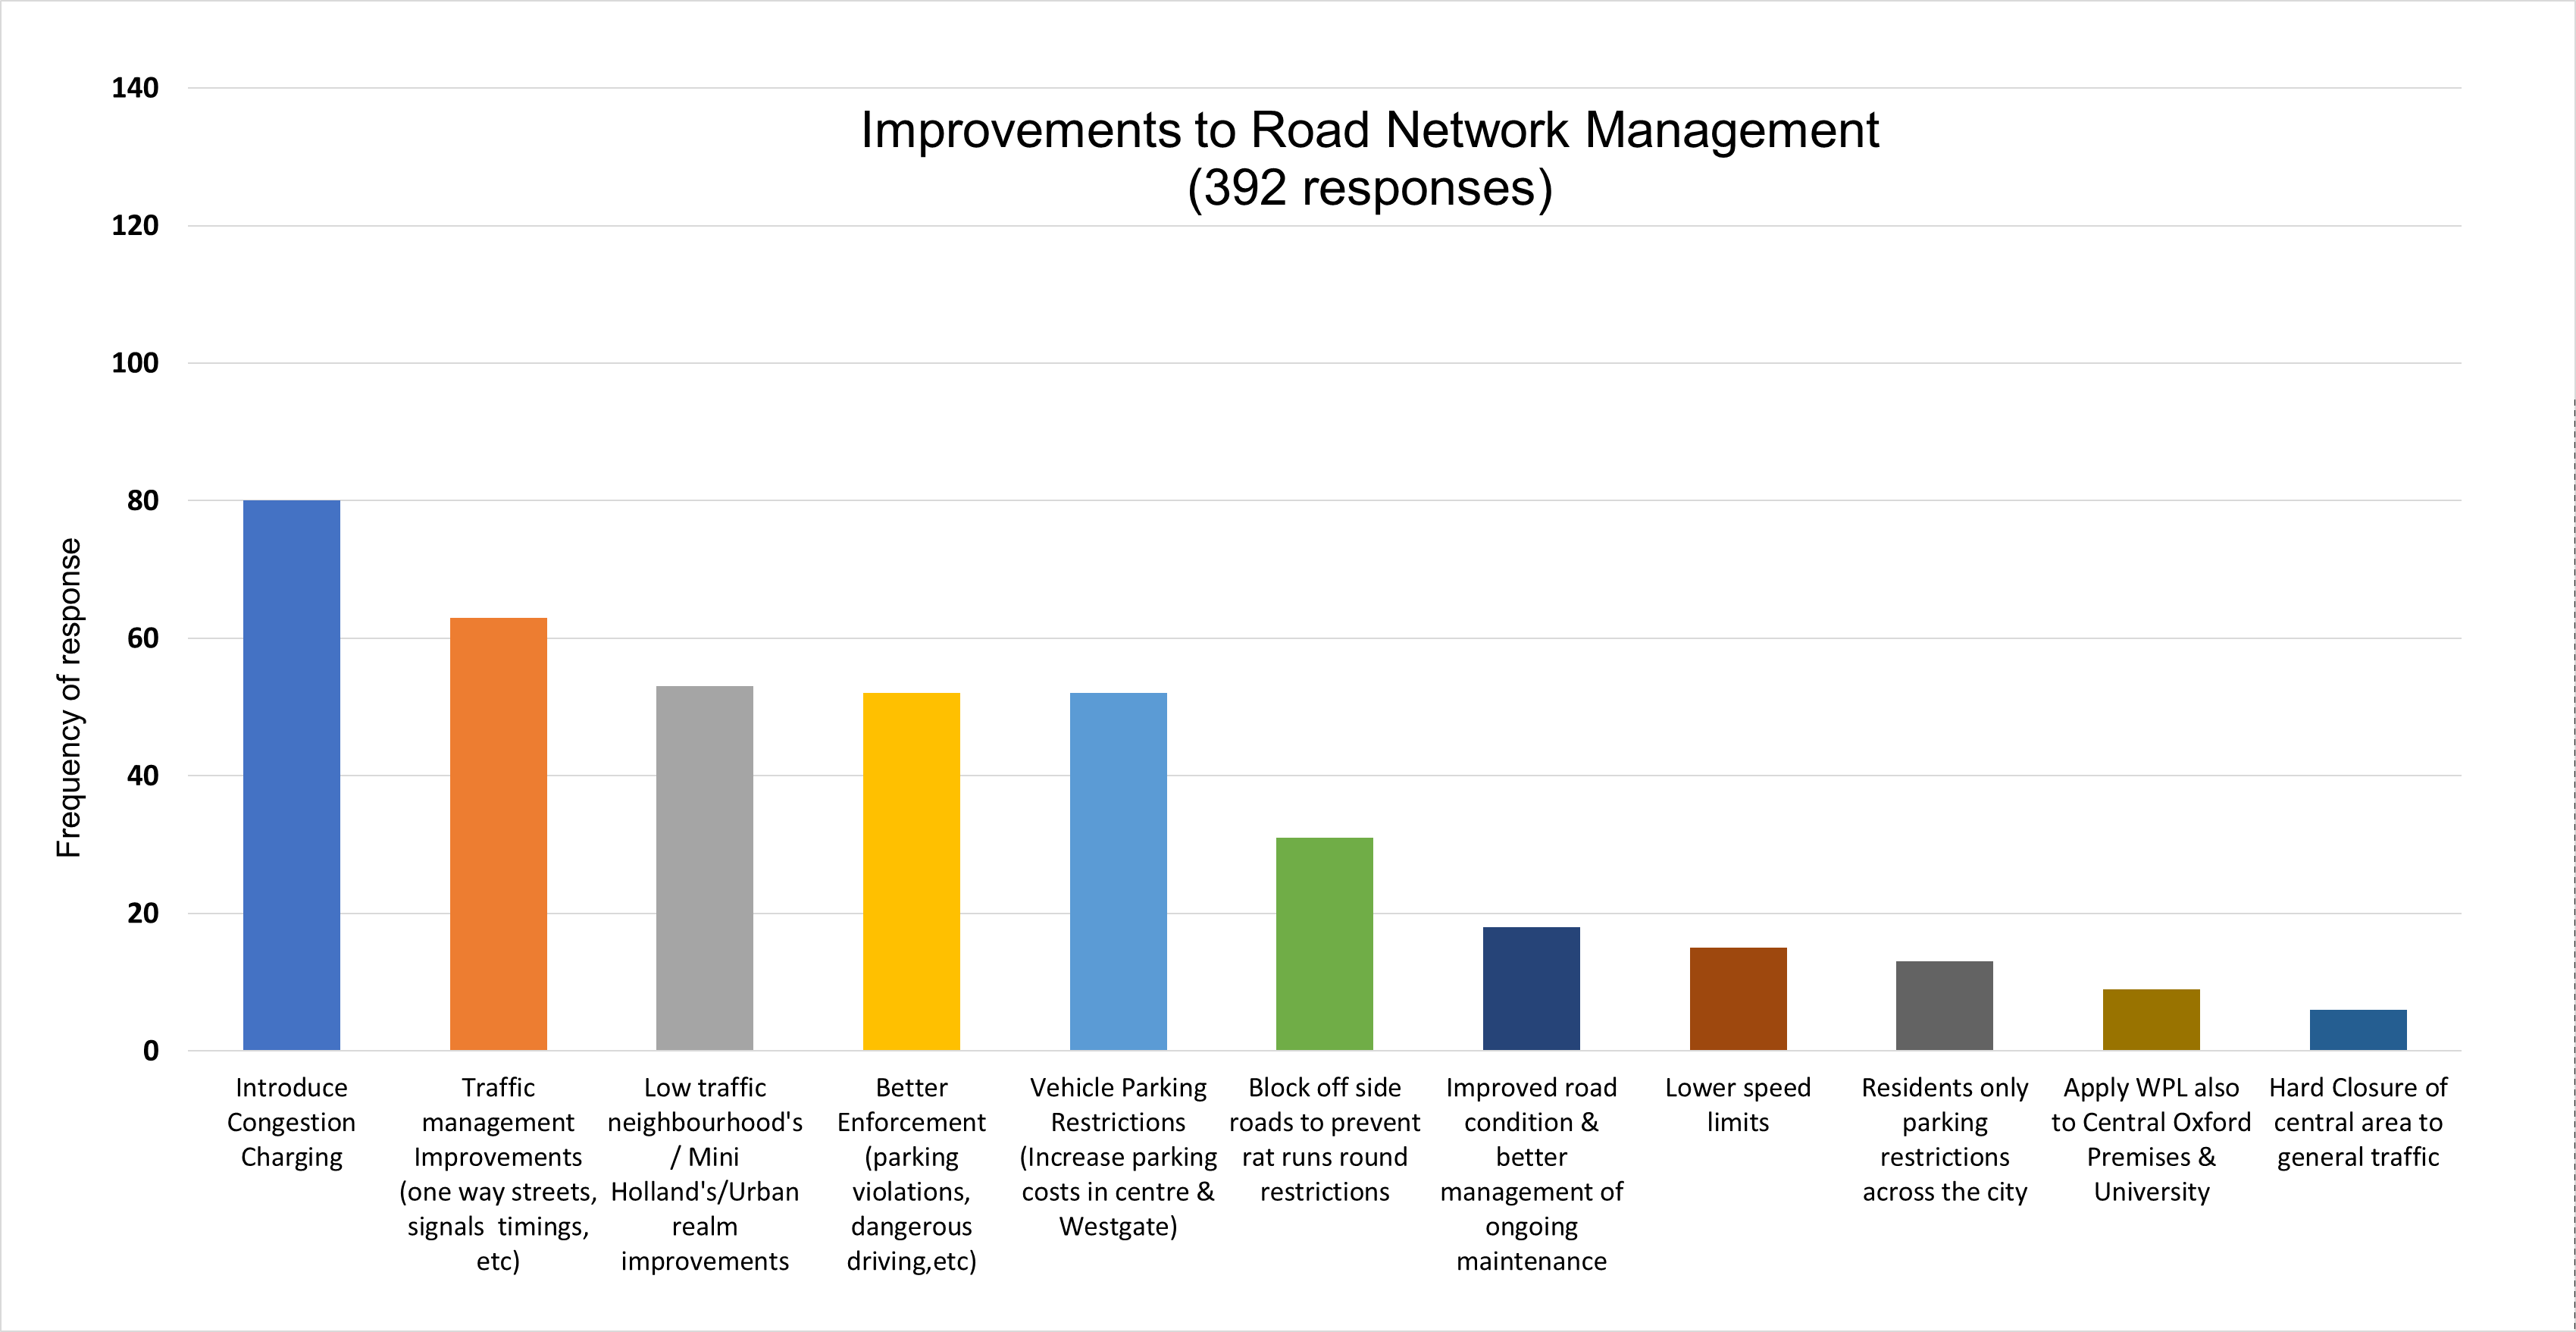 Improvements to Road Network Management
(392 responses)
140
120
100
80
60
40
20
0
Frequency of response
Introduce
Congestion
Charging
Traffic
management
Improvements
(one way streets,
signals  timings,
etc)
Low traffic
neighbourhood's
/ Mini
Holland's/Urban
realm
improvements
Better
Enforcement
(parking
violations,
dangerous
driving,etc)
Vehicle Parking
Restrictions
(Increase parking
costs in centre &
Westgate)
Block off side
roads to prevent
rat runs round
restrictions
Improved road
condition &
better
management of
ongoing
maintenance
Lower speed
limits
Residents only
parking
restrictions
across the city
Apply WPL also
to Central Oxford
Premises &
University
Hard Closure of
central area to
general traffic